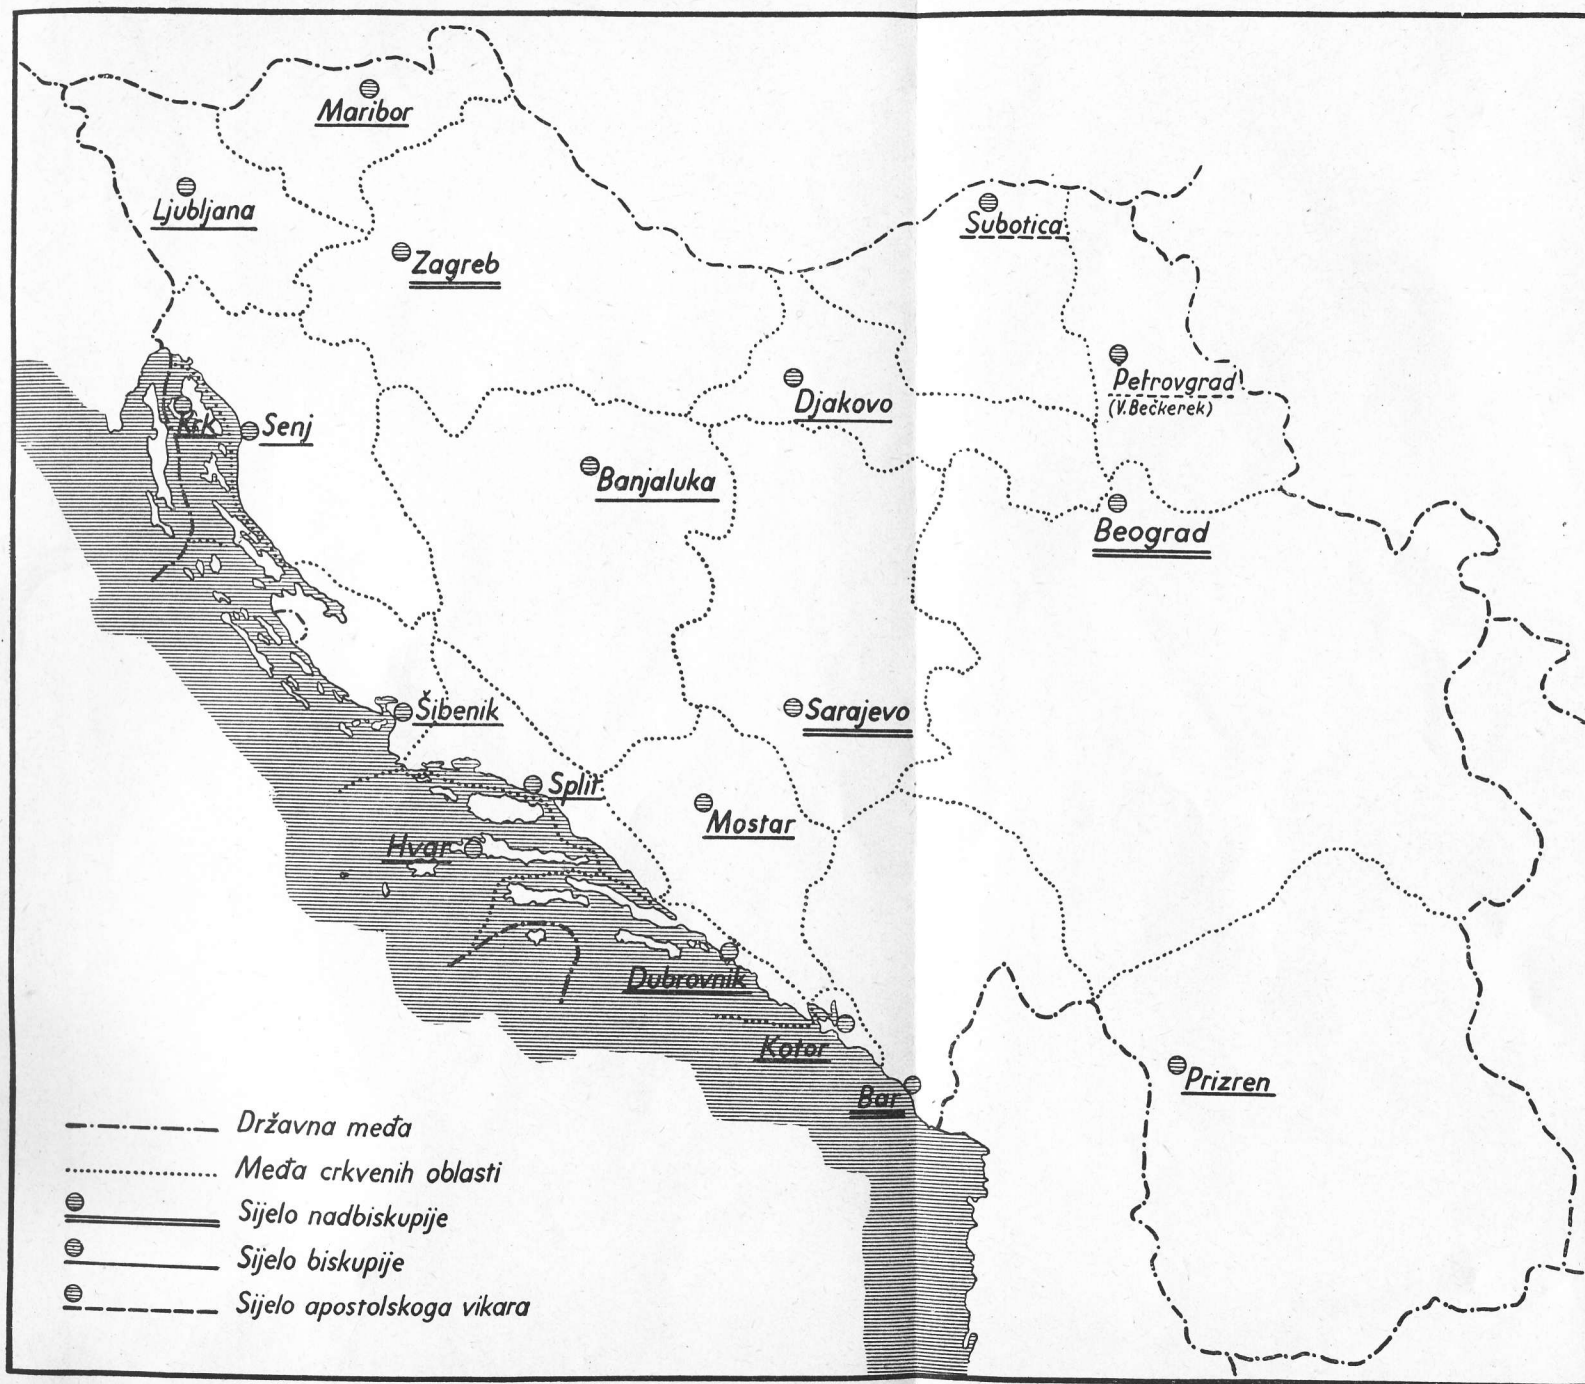 Maribor
Ljubljana
Zagreb
Subotica
Petrovgrad
(V. Bečkerek)
Djakovo
Krk
Senj
Banjaluka
Beograd
Šibenik
Sarajevo
Split
Mostar
Hvar
Dubrovnik
Kotor
Prizren
Bar
Državna međa
Međa crkvenih oblasti
Sijelo nadbiskupije
Sijelo biskupije
Sijelo apostolskoga vikara